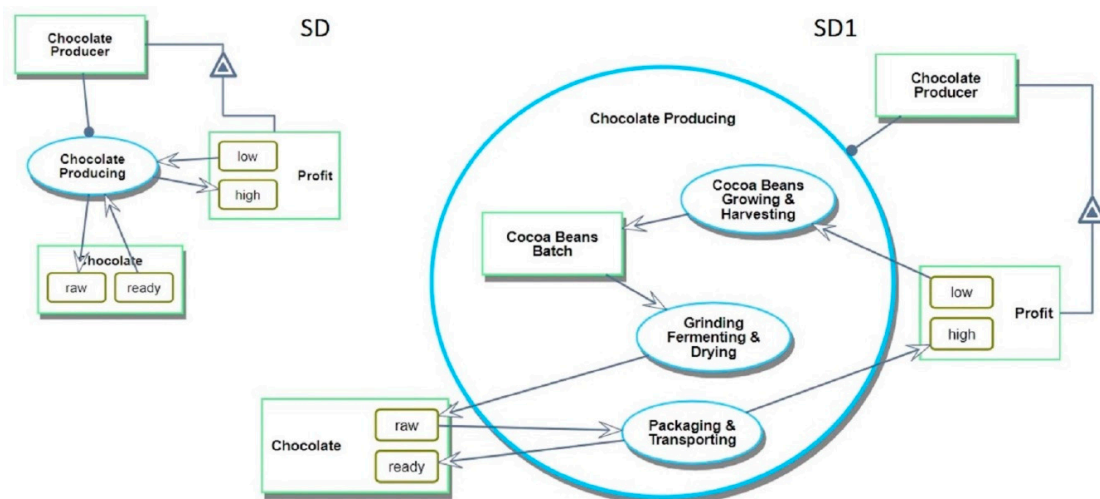 SD
Chocolate
Producer
Chocolate
Producing
low
high
Profit
Chocolate
raw
ready
SD1
Chocolate Producing
Chocolate
Producer
Cocoa Beans
Growing &
Harvesting
Cocoa Beans
Batch
low
high
Profit
Grinding
Fermenting &
Drying
Chocolate
raw
ready
Packaging &
Transporting